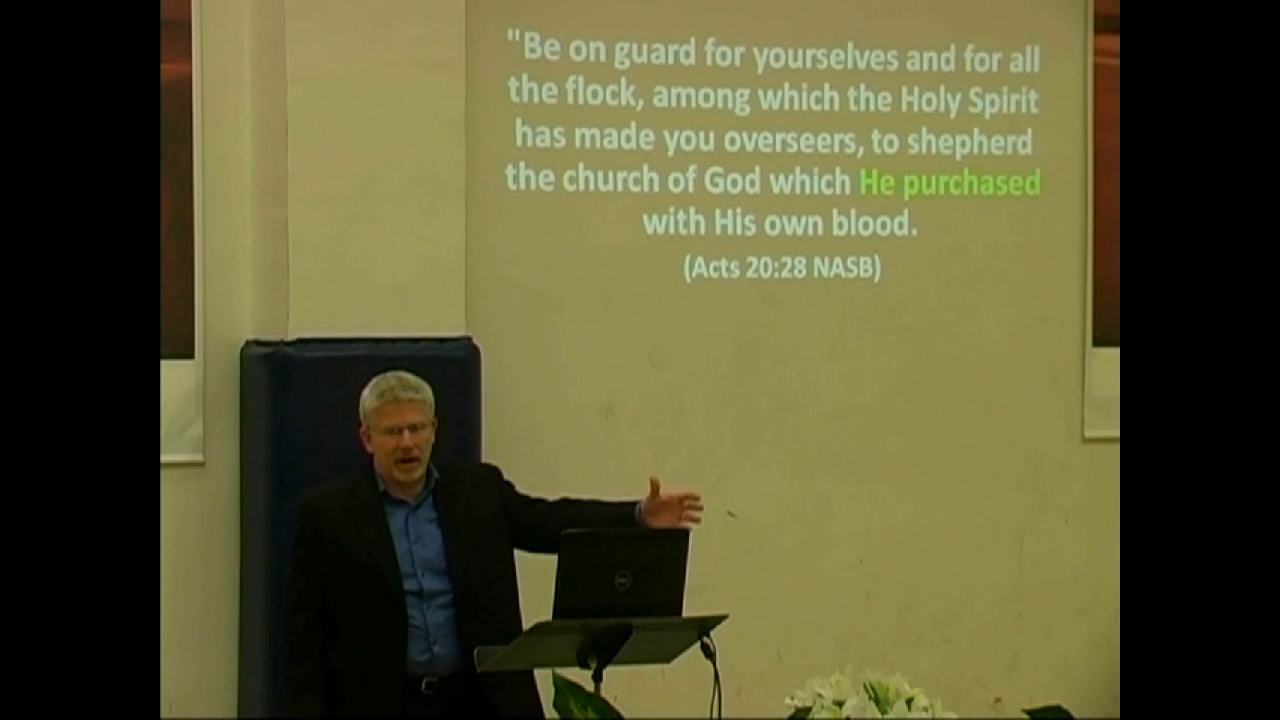 "Be on guard for yourselves and for all
the flock, among which the Holy Spirit
has made you overseers, to shepherd
the church of God which He purchased
with His own blood.
(Acts 20:28 NASB)
DELL